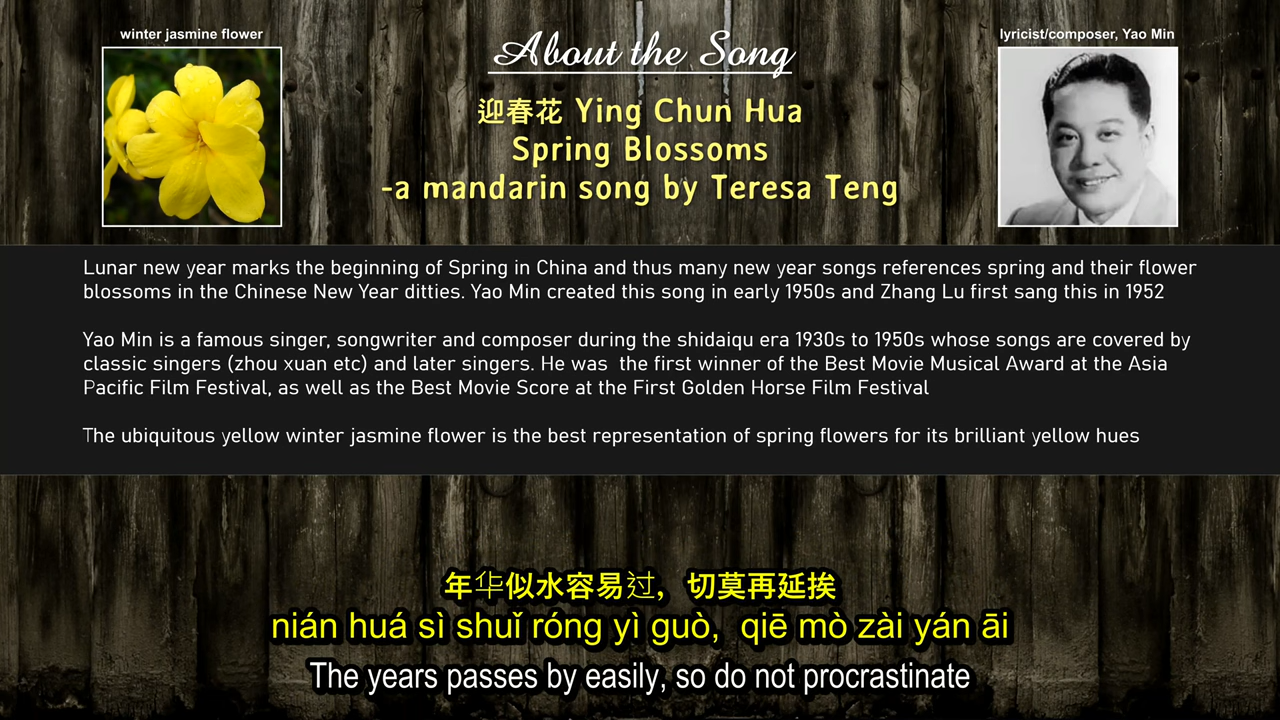 winter jasmine flower
About the Song
lyricist/composer, Yao Min
迎春花 Ying Chun Hua
Spring Blossoms
-a mandarin song by Teresa Teng
Lunar new year marks the beginning of Spring in China and thus many new year songs references spring and their flower
blossoms in the Chinese New Year ditties. Yao Min created this song in early 1950s and Zhang Lu first sang this in 1952
Yao Min is a famous singer, songwriter and composer during the shidaiqu era 1930s to 1950s whose songs are covered by
classic singers (zhou xuan etc) and later singers. He was  the first winner of the Best Movie Musical Award at the Asia
Pacific Film Festival, as well as the Best Movie Score at the First Golden Horse Film Festival
The ubiquitous yellow winter jasmine flower is the best representation of spring flowers for its brilliant yellow hues
年华似水容易过，切莫再延挨
nián huá sì shuǐ róng yì guò,  qiē mò zài yán āi
The years passes by easily, so do not procrastinate